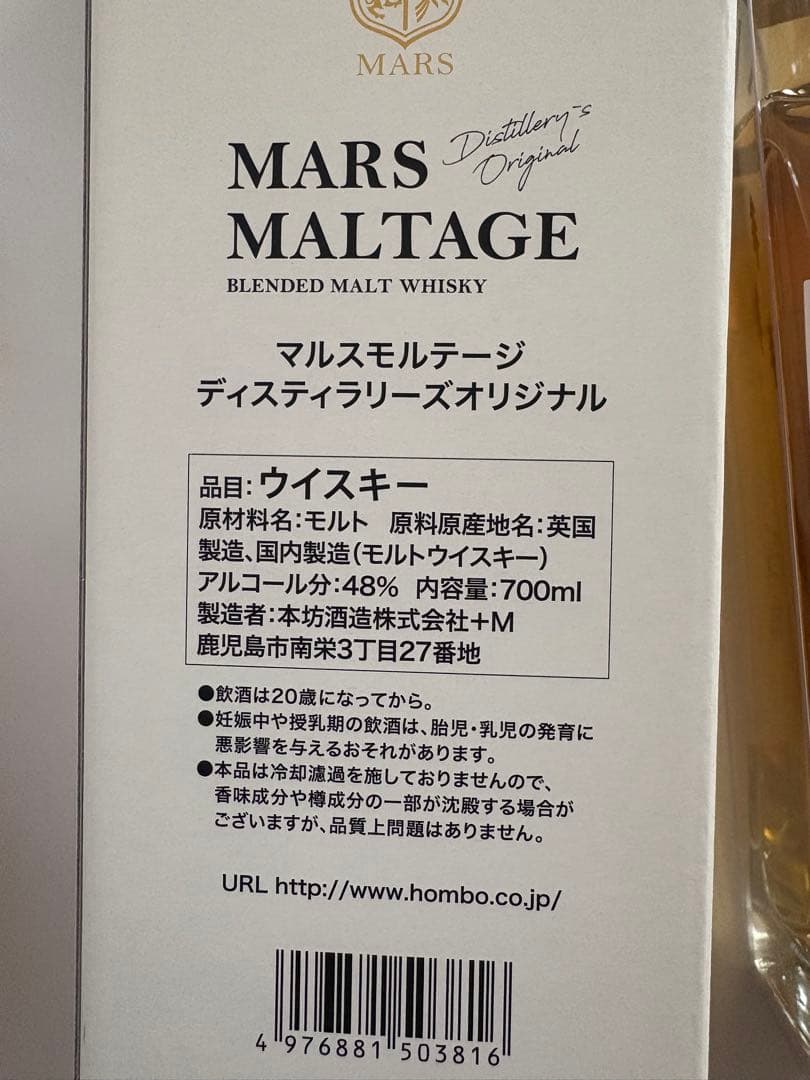 MARS
Distillery's
Original
MARS
MALTAGE
BLENDED MALT WHISKY
マルスモルテージ
ディスティラリーズオリジナル
品目:ウイスキー
原材料名:モルト 原料原産地名:英国
製造、国内製造(モルトウイスキー)
アルコール分:48% 内容量:700ml
製造者:本坊酒造株式会社+M
鹿児島市南栄3丁目27番地
●飲酒は20歳になってから。
●妊娠中や授乳期の飲酒は、胎児・乳児の発育に
悪影響を与えるおそれがあります。
●本品は冷却濾過を施しておりませんので、
香味成分や樽成分の一部が沈殿する場合が
ございますが、品質上問題はありません。
URL http://www.hombo.co.jp/
4 976881 503816